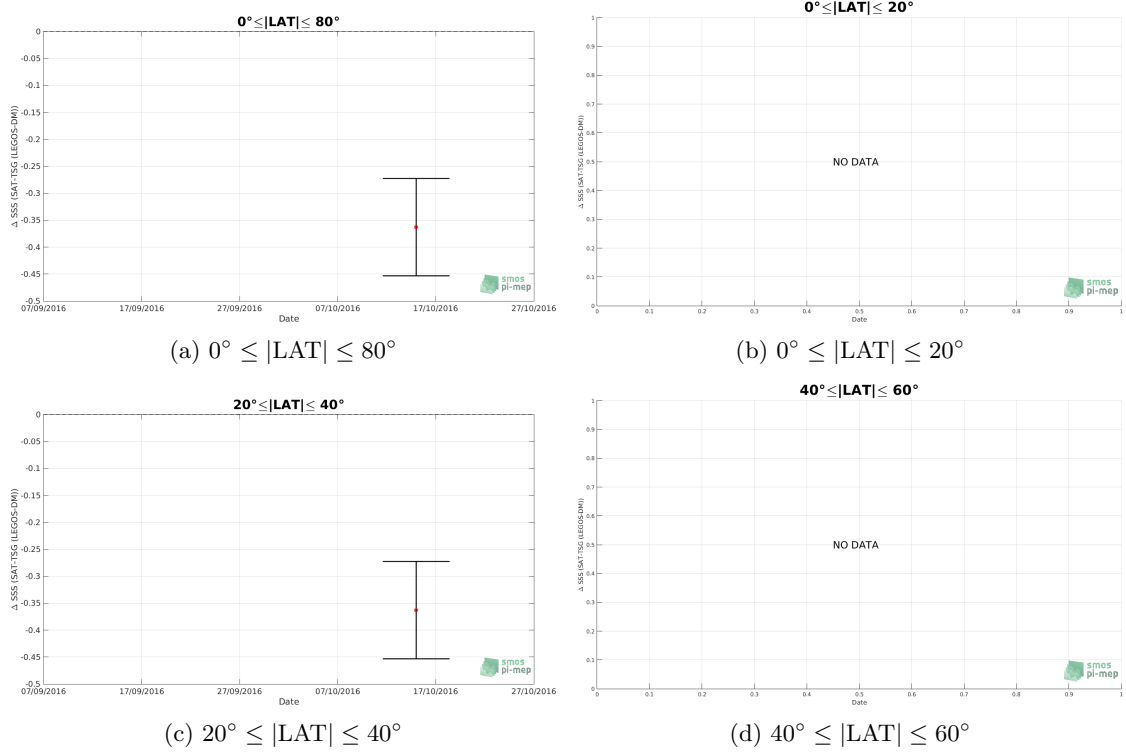 0°≤|LAT|≤ 80°
0
-0.05
-0.1
-0.15
-0.2
-0.25
-0.3
-0.35
-0.4
-0.45
-0.5
Δ SSS (SAT-TSG (LEGOS-DM))
07/09/2016 17/09/2016 27/09/2016 07/10/2016 17/10/2016 27/10/2016
Date
smos
pi-mep
(a) 0° ≤ |LAT| ≤ 80°
0°≤|LAT|≤ 20°
1
0.9
0.8
0.7
0.6
0.5
0.4
0.3
0.2
0.1
0
Δ SSS (SAT-TSG (LEGOS-DM))
NO DATA
0 0.1 0.2 0.3 0.4 0.5 0.6 0.7 0.8 0.9 1
Date
smos
pi-mep
(b) 0° ≤ |LAT| ≤ 20°
20°≤|LAT|≤ 40°
0
-0.05
-0.1
-0.15
-0.2
-0.25
-0.3
-0.35
-0.4
-0.45
-0.5
Δ SSS (SAT-TSG (LEGOS-DM))
07/09/2016 17/09/2016 27/09/2016 07/10/2016 17/10/2016 27/10/2016
Date
smos
pi-mep
(c) 20° ≤ |LAT| ≤ 40°
40°≤|LAT|≤ 60°
1
0.9
0.8
0.7
0.6
0.5
0.4
0.3
0.2
0.1
0
Δ SSS (SAT-TSG (LEGOS-DM))
NO DATA
0 0.1 0.2 0.3 0.4 0.5 0.6 0.7 0.8 0.9 1
Date
smos
pi-mep
(d) 40° ≤ |LAT| ≤ 60°